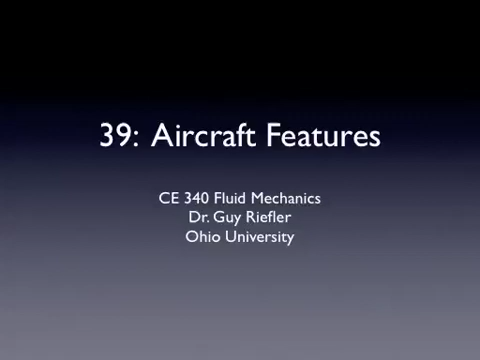 39: Aircraft Features
CE 340 Fluid Mechanics
Dr. Guy Riefler
Ohio University